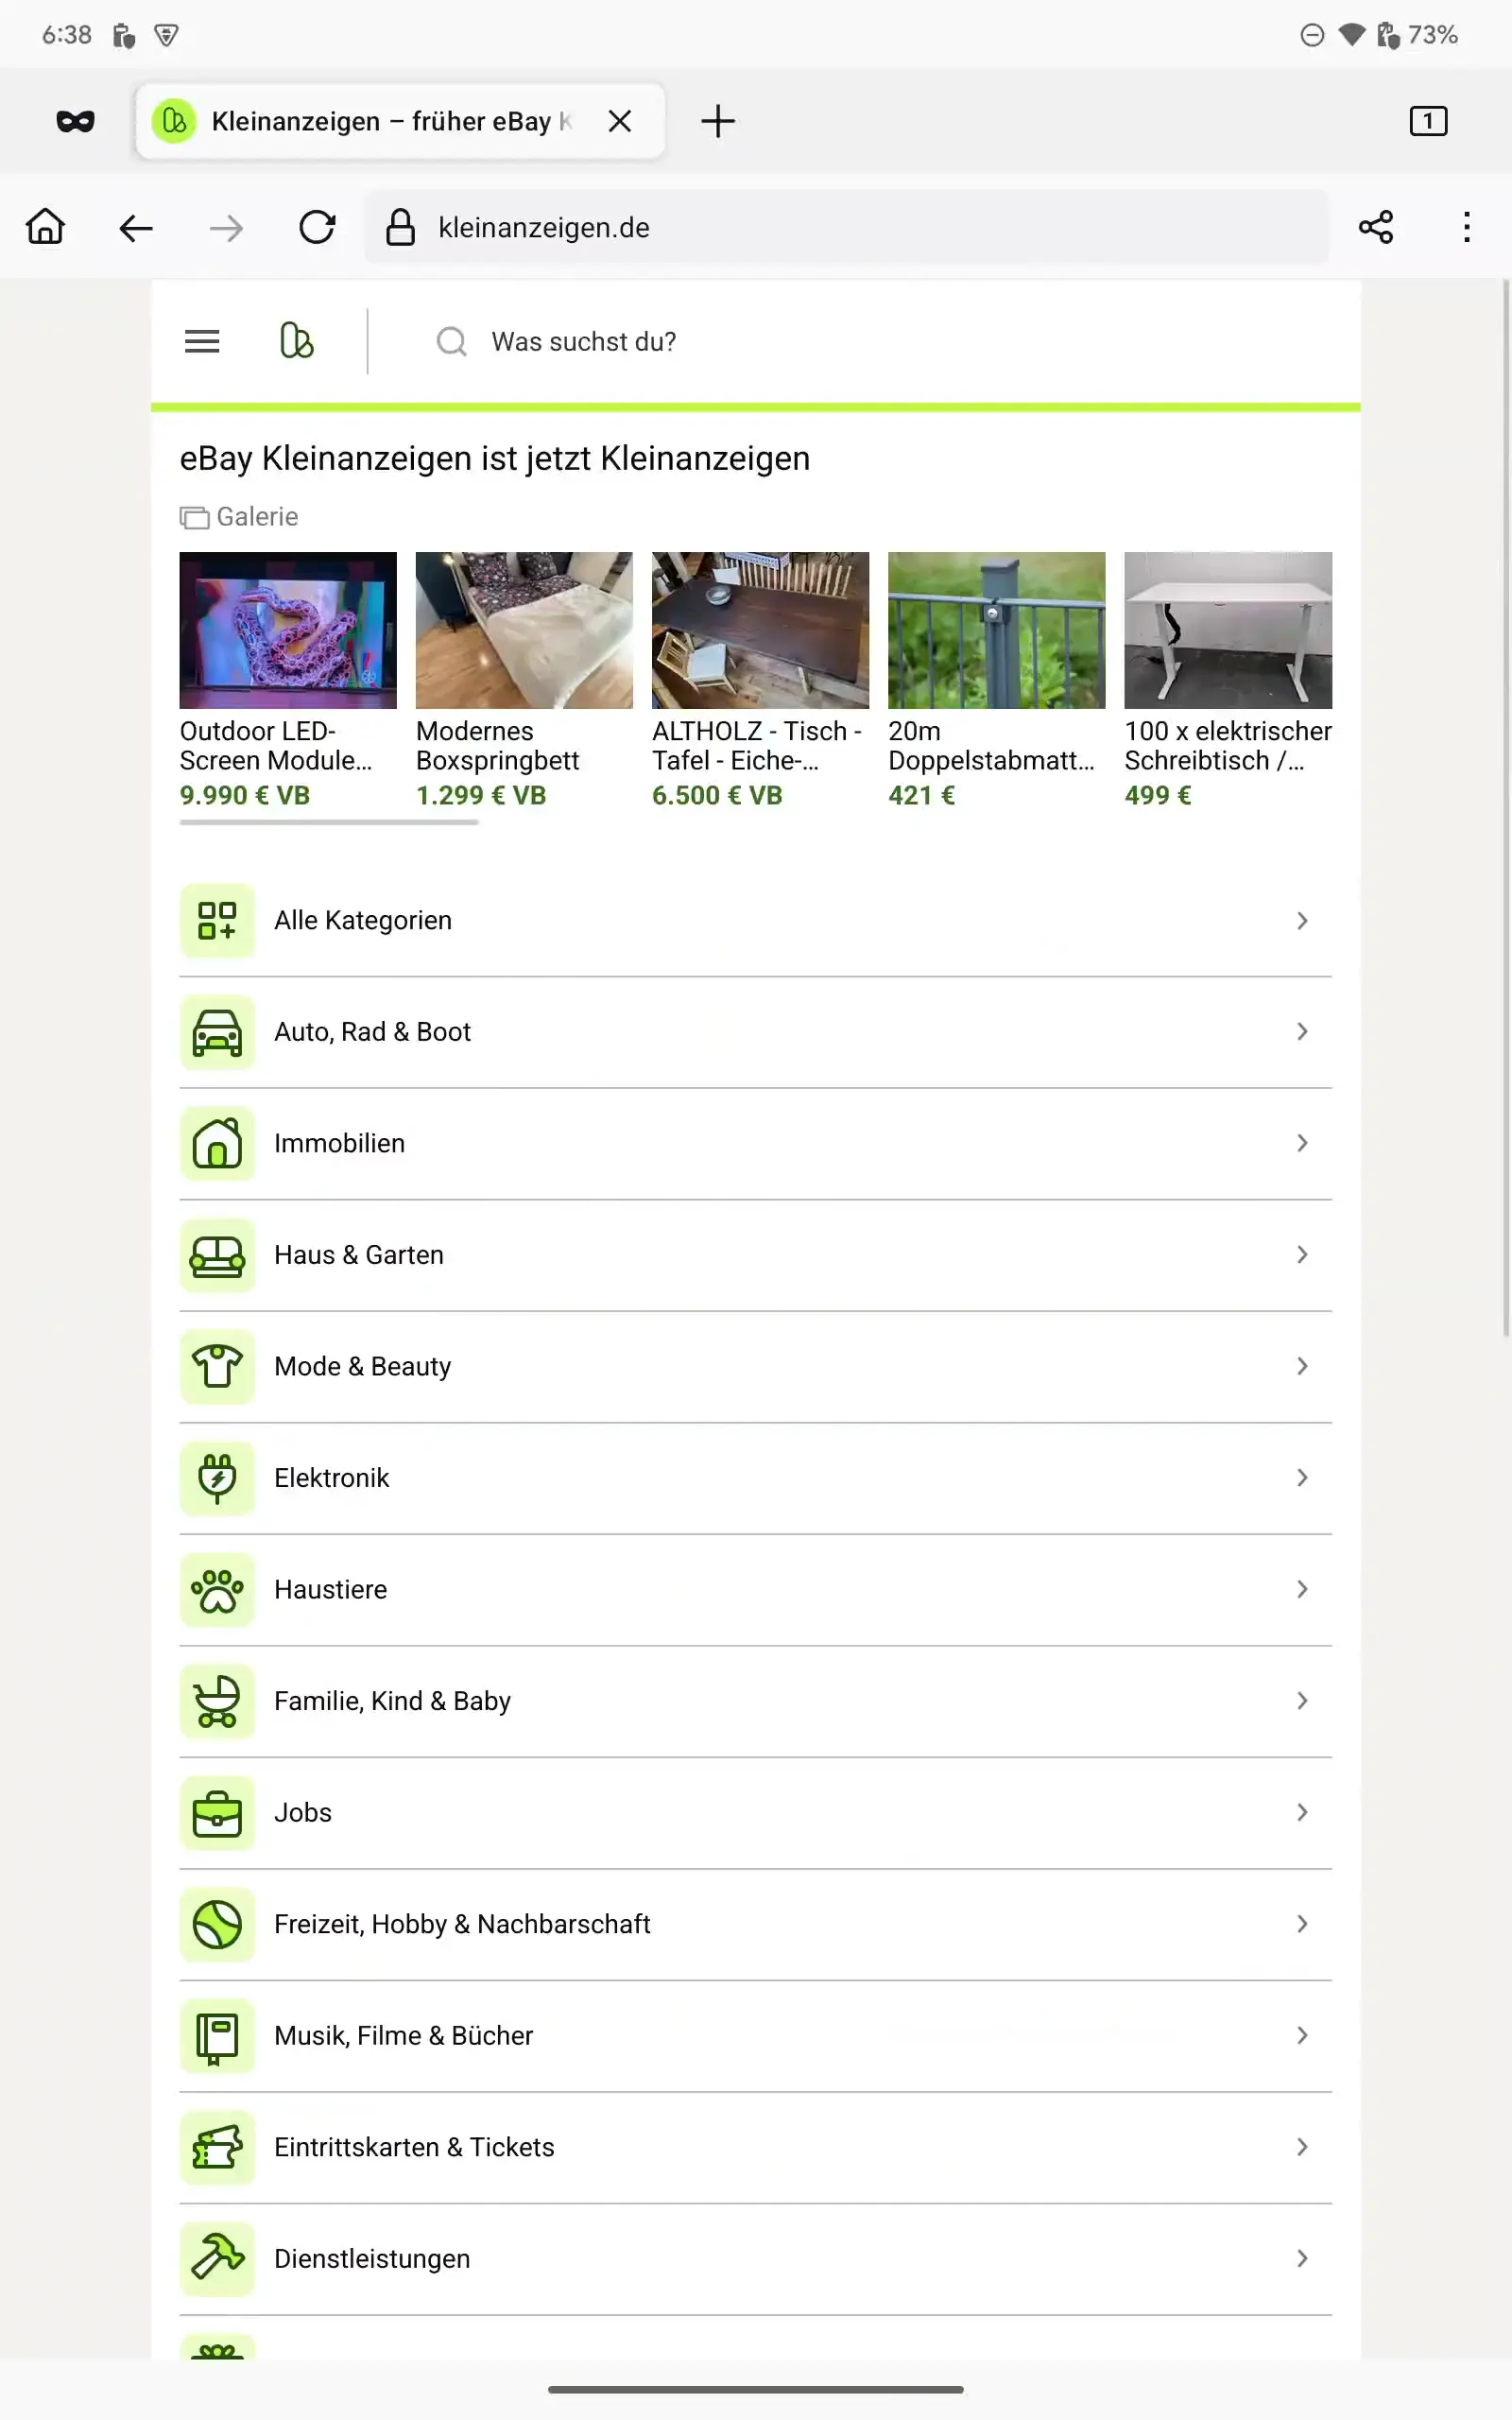 6:38
73%
Kleinanzeigen – früher eBay K
1
kleinanzeigen.de
Was suchst du?
eBay Kleinanzeigen ist jetzt Kleinanzeigen
Galerie
Outdoor LED-
Screen Module...
9.990 € VB
Modernes
Boxspringbett
1.299 € VB
ALTHOLZ - Tisch -
Tafel - Eiche-...
6.500 € VB
20m
Doppelstabmatt...
421 €
100 x elektrischer
Schreibtisch /...
499 €
Alle Kategorien
Auto, Rad & Boot
Immobilien
Haus & Garten
Mode & Beauty
Elektronik
Haustiere
Familie, Kind & Baby
Jobs
Freizeit, Hobby & Nachbarschaft
Musik, Filme & Bücher
Eintrittskarten & Tickets
Dienstleistungen